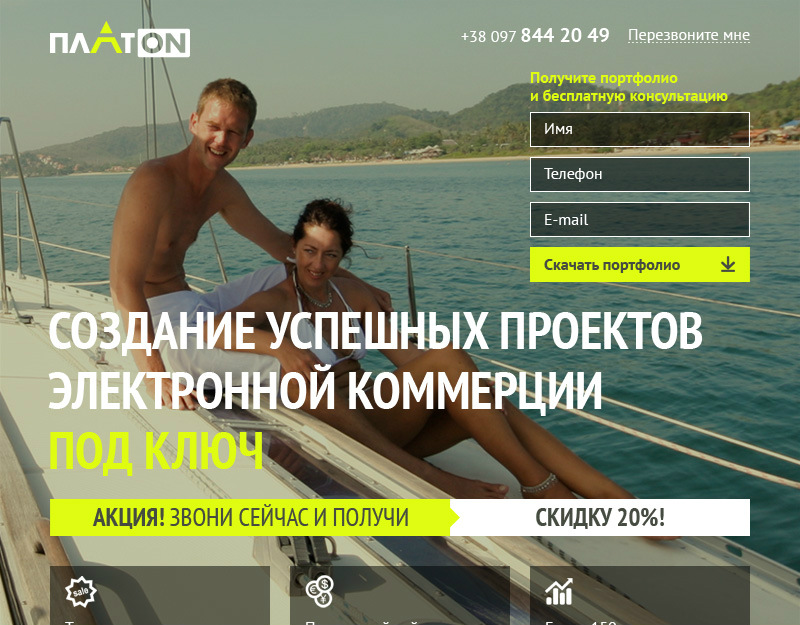 ПЛАТON
+38 097 844 20 49 Перезвоните мне
Получите портфолио
и бесплатную консультацию
Имя
Телефон
E-mail
Скачать портфолио
СОЗДАНИЕ УСПЕШНЫХ ПРОЕКТОВ
ЭЛЕКТРОННОЙ КОММЕРЦИИ
ПОД КЛЮЧ
АКЦИЯ! ЗВОНИ СЕЙЧАС И ПОЛУЧИ СКИДКУ 20%!
sale
€ $ ¥